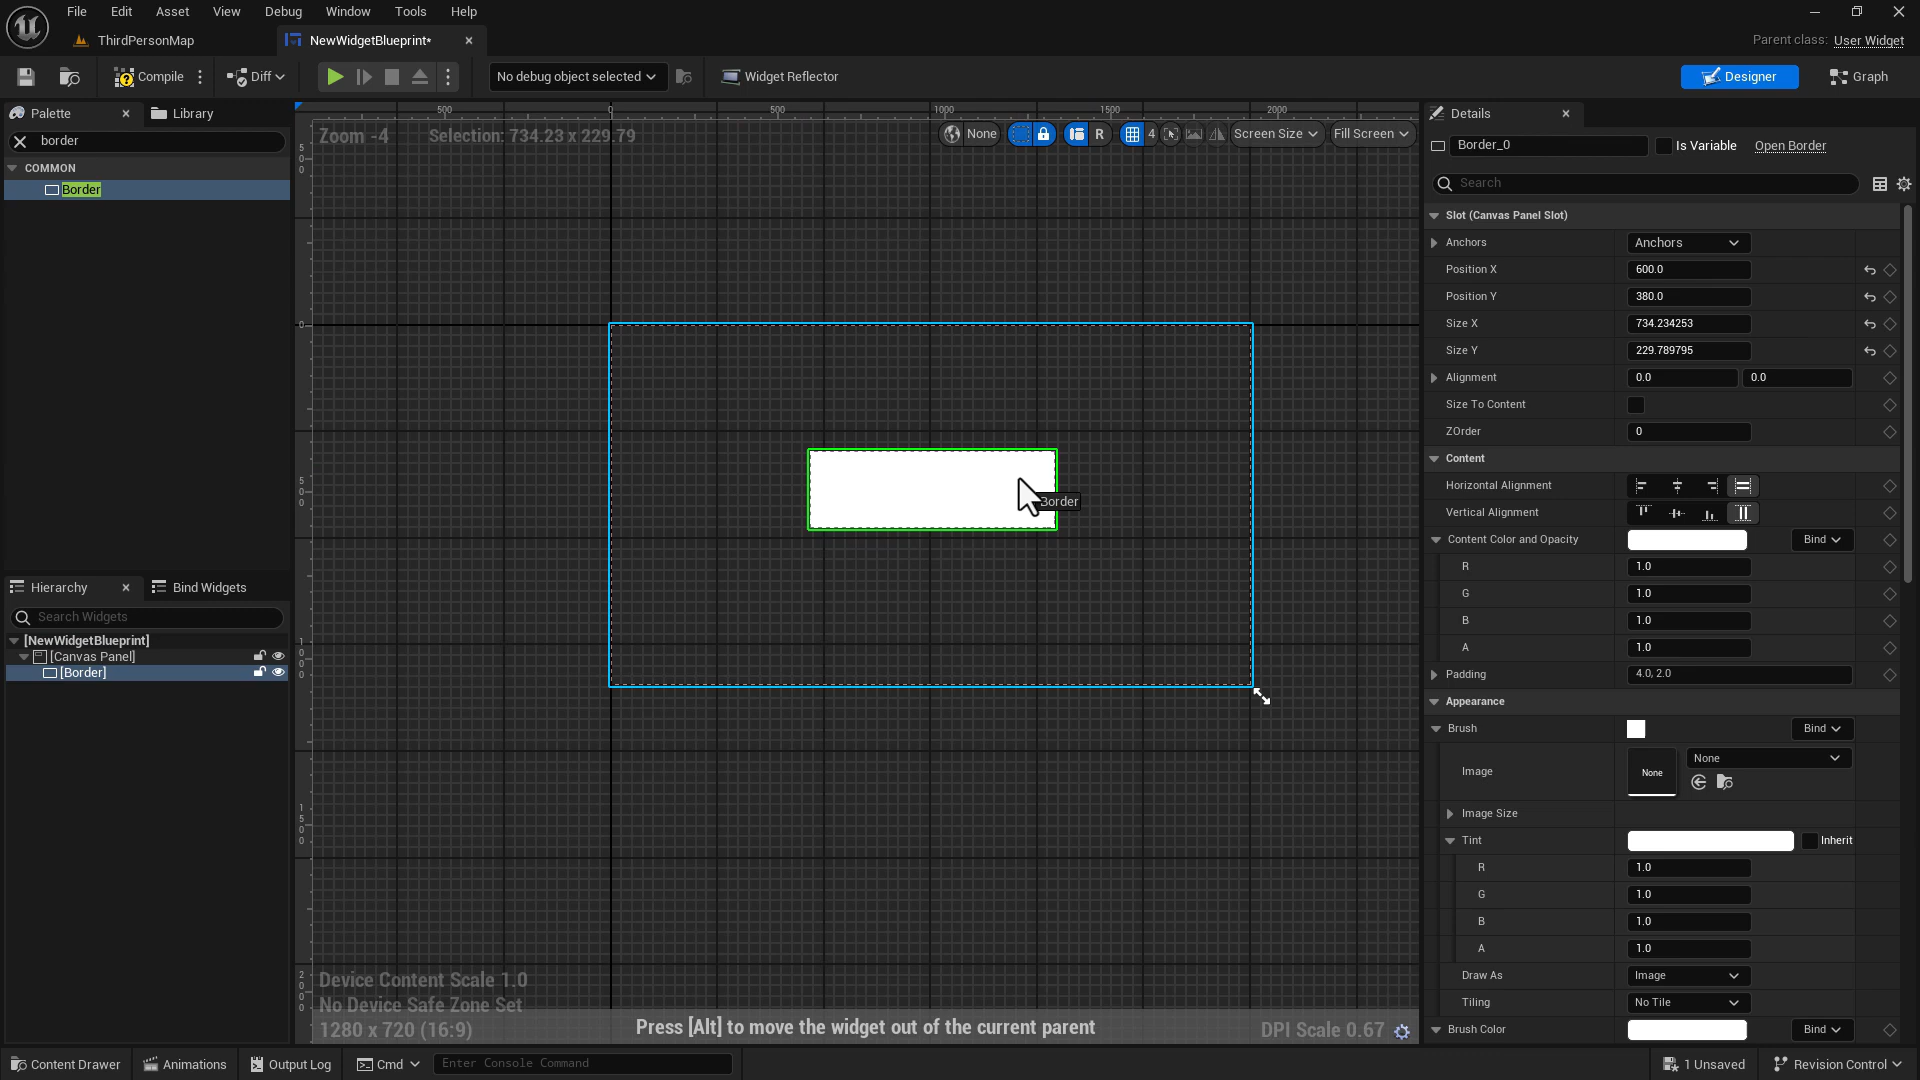 File Edit Asset View Debug Window Tools Help
ThirdPersonMap NewWidgetBlueprint*
Parent class: User Widget
Compile Diff No debug object selected Widget Reflector Designer Graph
Palette Library
border
COMMON
Border
Hierarchy Bind Widgets
Search Widgets
[NewWidgetBlueprint]
[Canvas Panel]
[Border]
500 0 500 1000 1500 2000
Zoom -4 Selection: 734.23 x 229.79
None R 4 Screen Size Fill Screen
500
0
500
1000
1500
2000
Border
Device Content Scale 1.0
No Device Safe Zone Set
1280 x 720 (16:9)
Press [Alt] to move the widget out of the current parent
DPI Scale 0.67
Details
Border_0 Is Variable Open Border
Search
Slot (Canvas Panel Slot)
Anchors Anchors
Position X 600.0
Position Y 380.0
Size X 734.234253
Size Y 229.789795
Alignment 0.0 0.0
Size To Content
ZOrder 0
Content
Horizontal Alignment
Vertical Alignment
Content Color and Opacity Bind
R 1.0
G 1.0
B 1.0
A 1.0
Padding 4.0, 2.0
Appearance
Brush Bind
Image None None
Image Size
Tint Inherit
R 1.0
G 1.0
B 1.0
A 1.0
Draw As Image
Tiling No Tile
Brush Color Bind
Content Drawer Animations Output Log Cmd Enter Console Command 1 Unsaved Revision Control